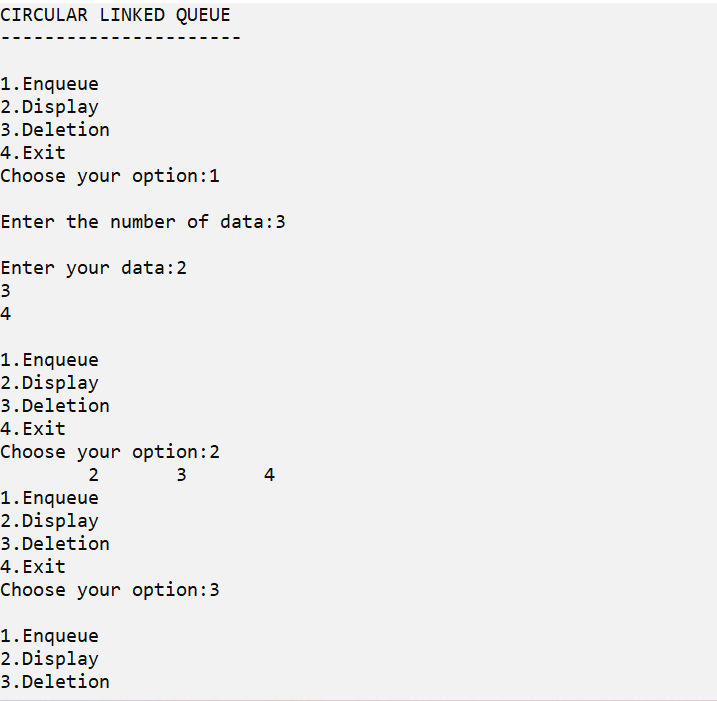 CIRCULAR LINKED QUEUE
----------------------
1.Enqueue
2.Display
3.Deletion
4.Exit
Choose your option:1
Enter the number of data:3
Enter your data:2
3
4
1.Enqueue
2.Display
3.Deletion
4.Exit
Choose your option:2
2 3 4
1.Enqueue
2.Display
3.Deletion
4.Exit
Choose your option:3
1.Enqueue
2.Display
3.Deletion